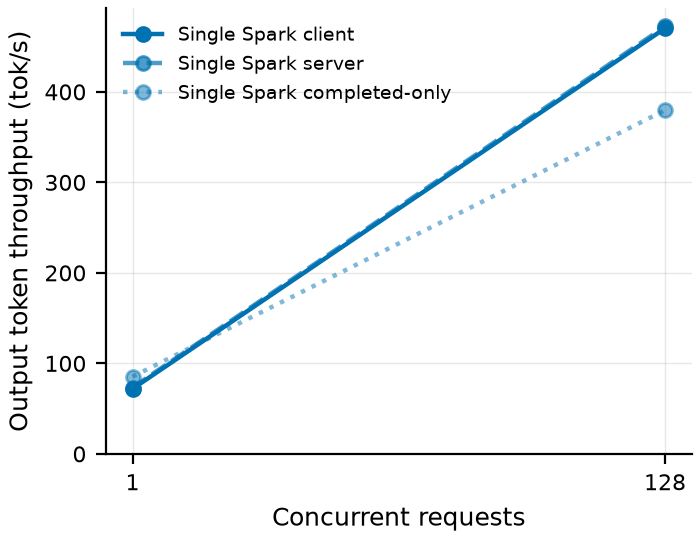 Single Spark client
Single Spark server
Single Spark completed-only
Output token throughput (tok/s)
400
300
200
100
0
1
128
Concurrent requests